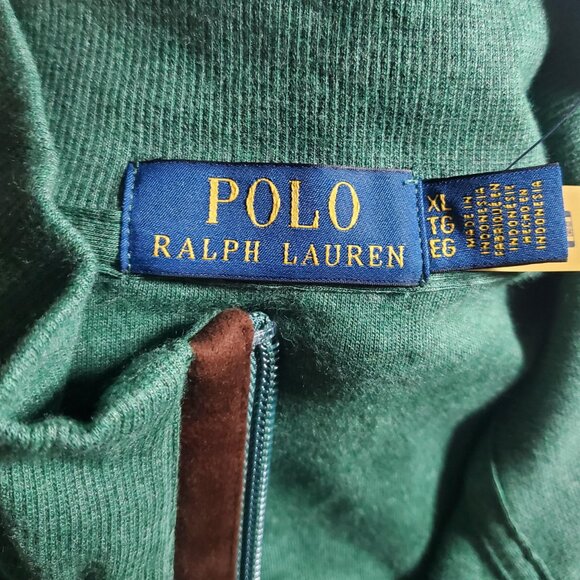 POLO
RALPH LAUREN
XL
TG
EG
MADE IN
INDONESIA
FABRIQUÉ EN
INDONÉSIE
HECHO EN
INDONESIA